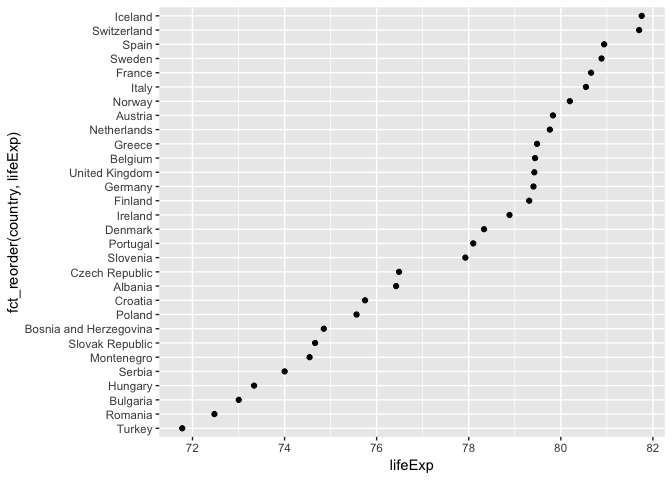 Iceland
Switzerland
Spain
Sweden
France
Italy
Norway
Austria
Netherlands
Greece
Belgium
United Kingdom
Germany
Finland
Ireland
Denmark
Portugal
Slovenia
Czech Republic
Albania
Croatia
Poland
Bosnia and Herzegovina
Slovak Republic
Montenegro
Serbia
Hungary
Bulgaria
Romania
Turkey
fct_reorder(country, lifeExp)
72 74 76 78 80 82
lifeExp